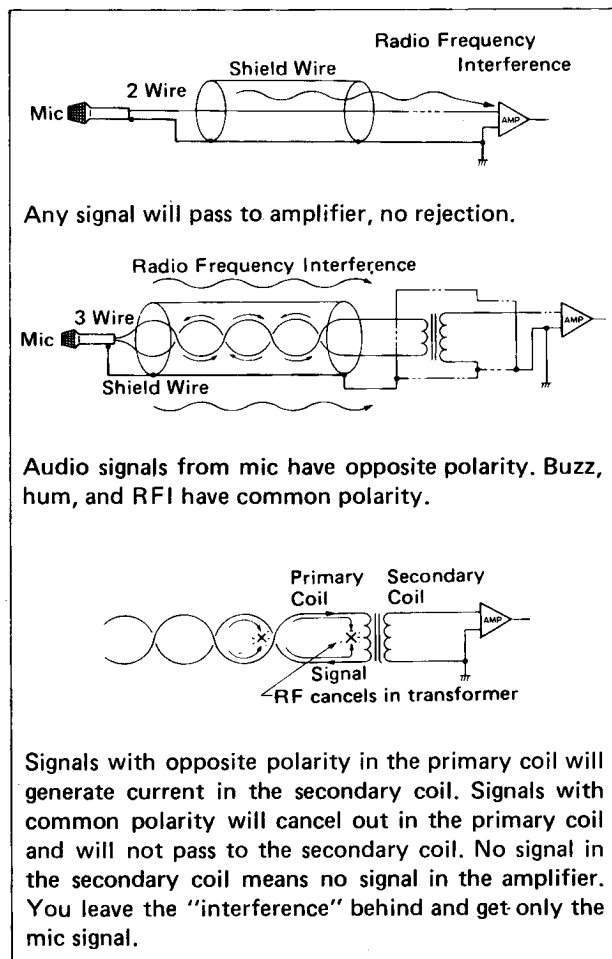 Radio Frequency
Interference
Shield Wire
2 Wire
Mic
AMP
Any signal will pass to amplifier, no rejection.
Radio Frequency Interference
3 Wire
Mic
AMP
Shield Wire
Audio signals from mic have opposite polarity. Buzz,
hum, and RFI have common polarity.
Primary
Coil
Secondary
Coil
AMP
Signal
RF cancels in transformer
Signals with opposite polarity in the primary coil will
generate current in the secondary coil. Signals with
common polarity will cancel out in the primary coil
and will not pass to the secondary coil. No signal in
the secondary coil means no signal in the amplifier.
You leave the "interference" behind and get only the
mic signal.